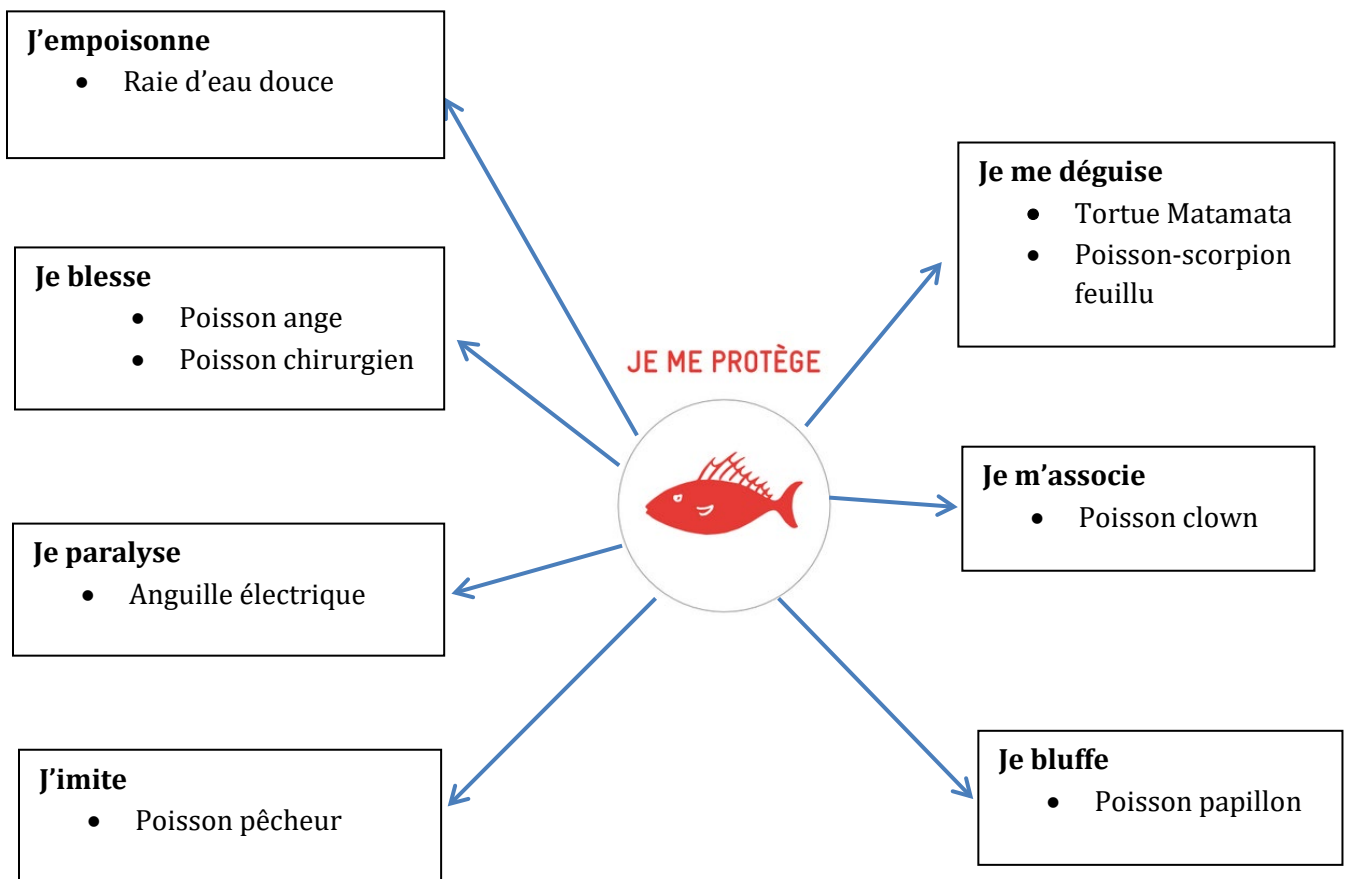 J’empoisonne
• Raie d’eau douce
Je blesse
• Poisson ange
• Poisson chirurgien
Je paralyse
• Anguille électrique
J’imite
• Poisson pêcheur
JE ME PROTÈGE
Je me déguise
• Tortue Matamata
• Poisson-scorpion
feuillu
Je m’associe
• Poisson clown
Je bluffe
• Poisson papillon